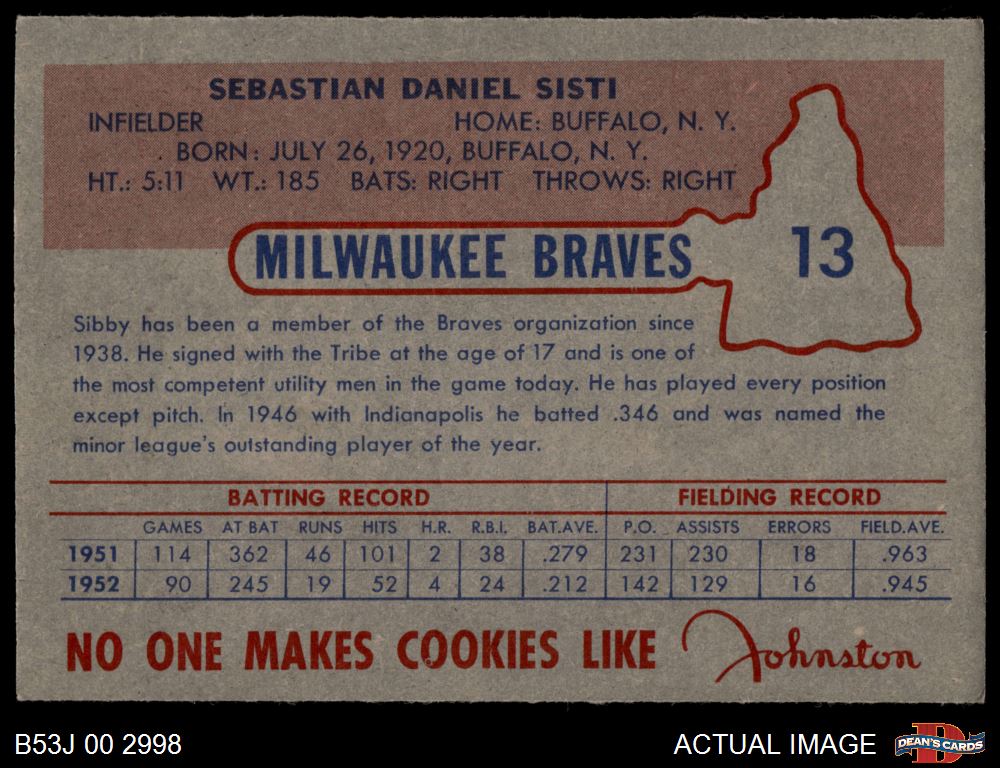 SEBASTIAN DANIEL SISTI
INFIELDER HOME: BUFFALO, N. Y.
BORN: JULY 26, 1920, BUFFALO, N. Y.
HT.: 5:11 WT.: 185 BATS: RIGHT THROWS: RIGHT
MILWAUKEE BRAVES 13
Sibby has been a member of the Braves organization since
1938. He signed with the Tribe at the age of 17 and is one of
the most competent utility men in the game today. He has played every position
except pitch. In 1946 with Indianapolis he batted .346 and was named the
minor league's outstanding player of the year.
BATTING RECORD FIELDING RECORD
GAMES AT BAT RUNS HITS H.R. R.B.I. BAT.AVE. P.O. ASSISTS ERRORS FIELD.AVE.
1951 114 362 46 101 2 38 .279 231 230 18 .963
1952 90 245 19 52 4 24 .212 142 129 16 .945
NO ONE MAKES COOKIES LIKE Johnston
B53J 00 2998 ACTUAL IMAGE DEAN'S CARDS